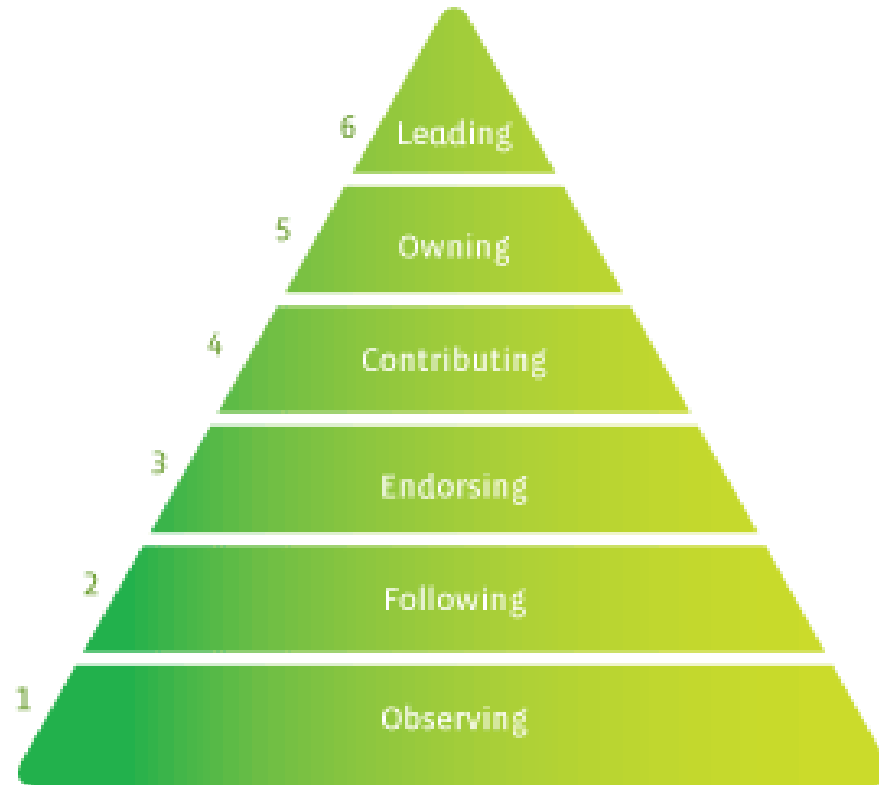 6 Leading
5 Owning
4 Contributing
3 Endorsing
2 Following
1 Observing